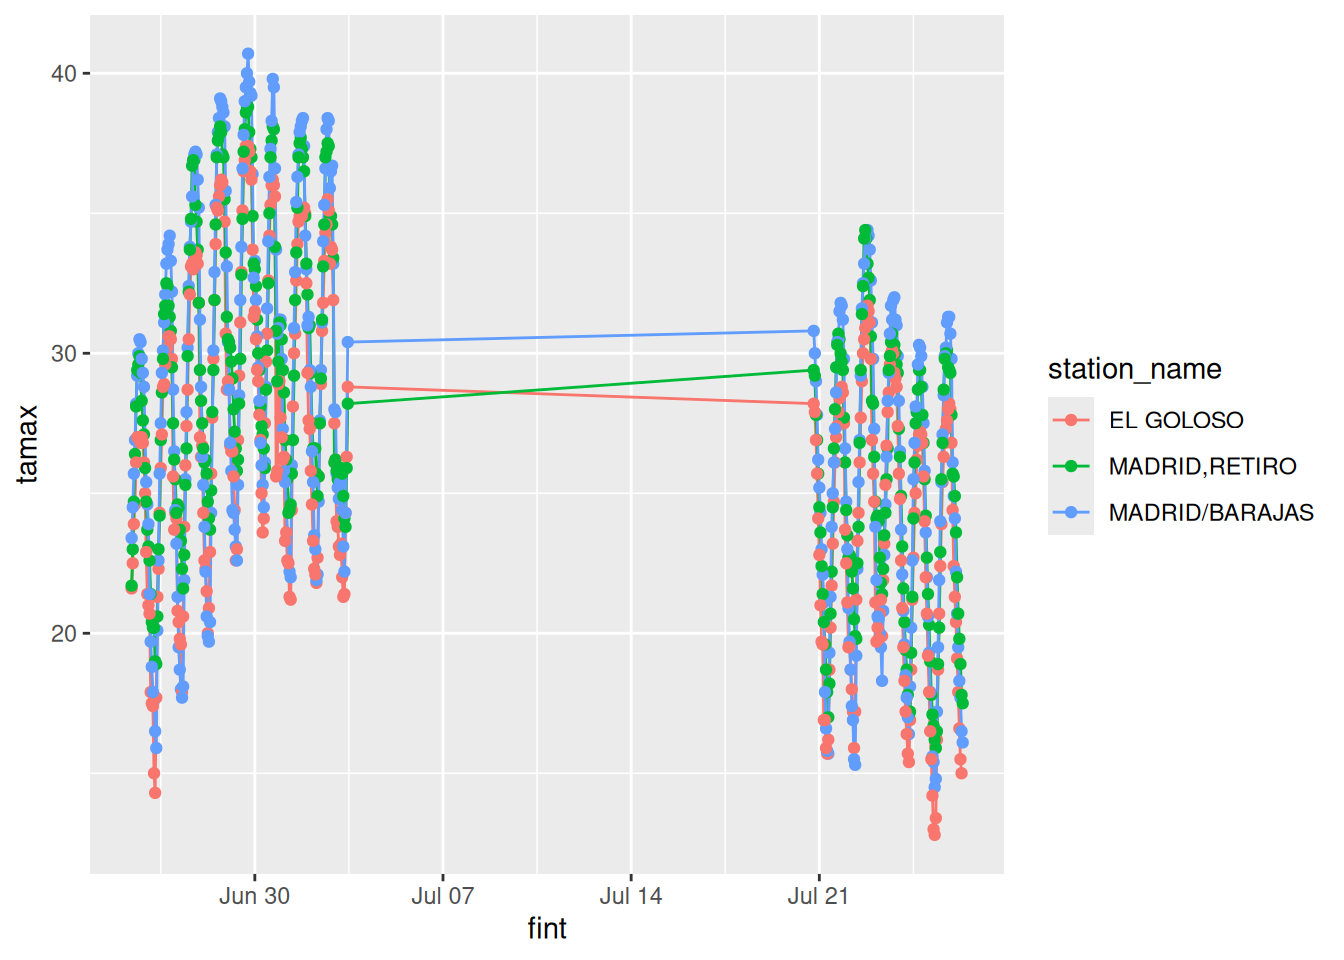 40
30
20
tamax
Jun 30
Jul 07
Jul 14
Jul 21
fint
station_name
EL GOLOSO
MADRID,RETIRO
MADRID/BARAJAS